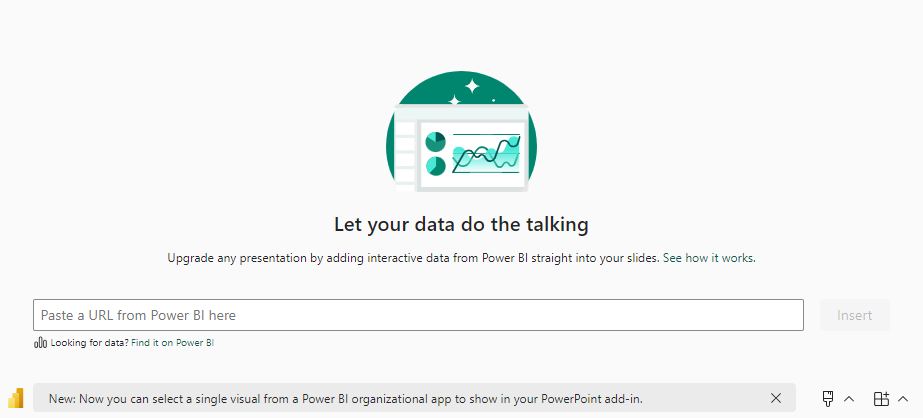 Let your data do the talking
Upgrade any presentation by adding interactive data from Power BI straight into your slides. See how it works.
Paste a URL from Power BI here
Insert
Looking for data? Find it on Power BI
New: Now you can select a single visual from a Power BI organizational app to show in your PowerPoint add-in.